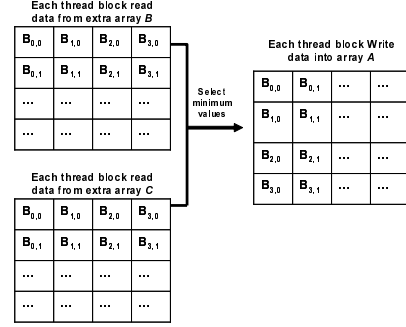 Each thread block read
data from extra array B
B0,0 B1,0 B2,0 B3,0
B0,1 B1,1 B2,1 B3,1
... ... ... ...
... ... ... ...
Select
minimum
values
Each thread block Write
data into array A
B0,0 B0,1 ... ...
B1,0 B1,1 ... ...
B2,0 B2,1 ... ...
B3,0 B3,1 ... ...
Each thread block read
data from extra array C
B0,0 B1,0 B2,0 B3,0
B0,1 B1,1 B2,1 B3,1
... ... ... ...
... ... ... ...